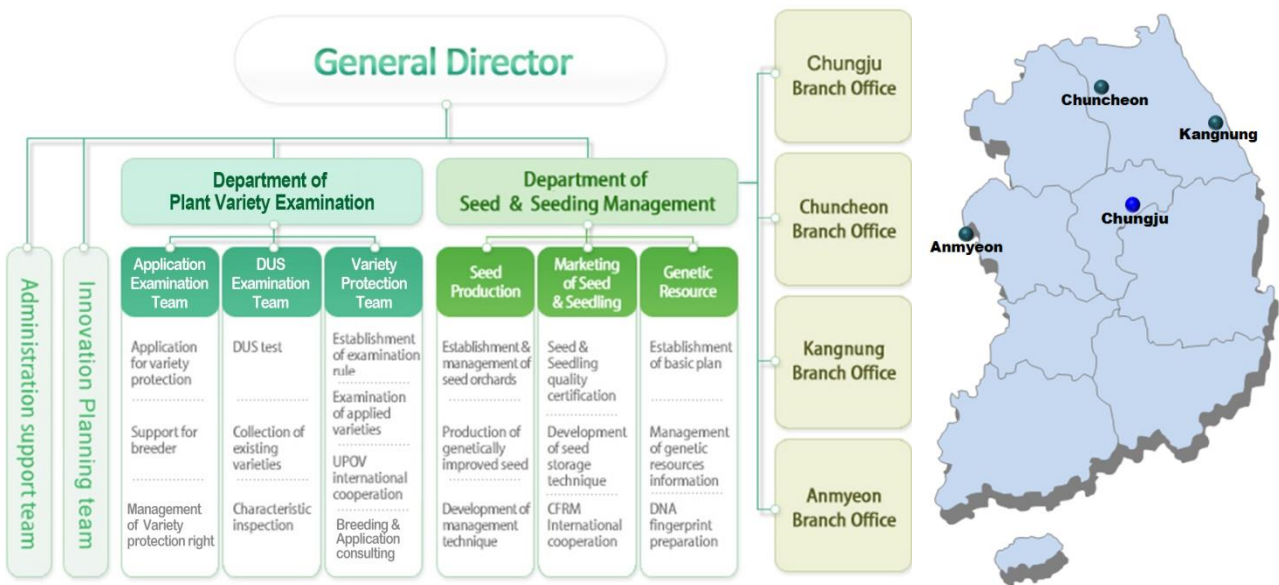 General Director
Administration support team
Innovation Planning team
Department of
Plant Variety Examination
Application
Examination
Team
Application
for variety
protection
Support for
breeder
Management
of Variety
protection right
DUS
Examination
Team
DUS test
Collection of
existing
varieties
Characteristic
inspection
Variety
Protection
Team
Establishment
of examination
rule
Examination
of applied
varieties
UPOV
international
cooperation
Breeding &
Application
consulting
Department of
Seed & Seeding Management
Seed
Production
Establishment &
management of
seed orchards
Production of
genetically
improved seed
Development of
management
technique
Marketing
of Seed
& Seedling
Seed &
Seedling
quality
certification
Development
of seed
storage
technique
CFRM
International
cooperation
Genetic
Resource
Establishment
of basic plan
Management
of genetic
resources
information
DNA
fingerprint
preparation
Chungju
Branch Office
Chuncheon
Branch Office
Kangnung
Branch Office
Anmyeon
Branch Office
Chuncheon
Kangnung
Chungju
Anmyeon